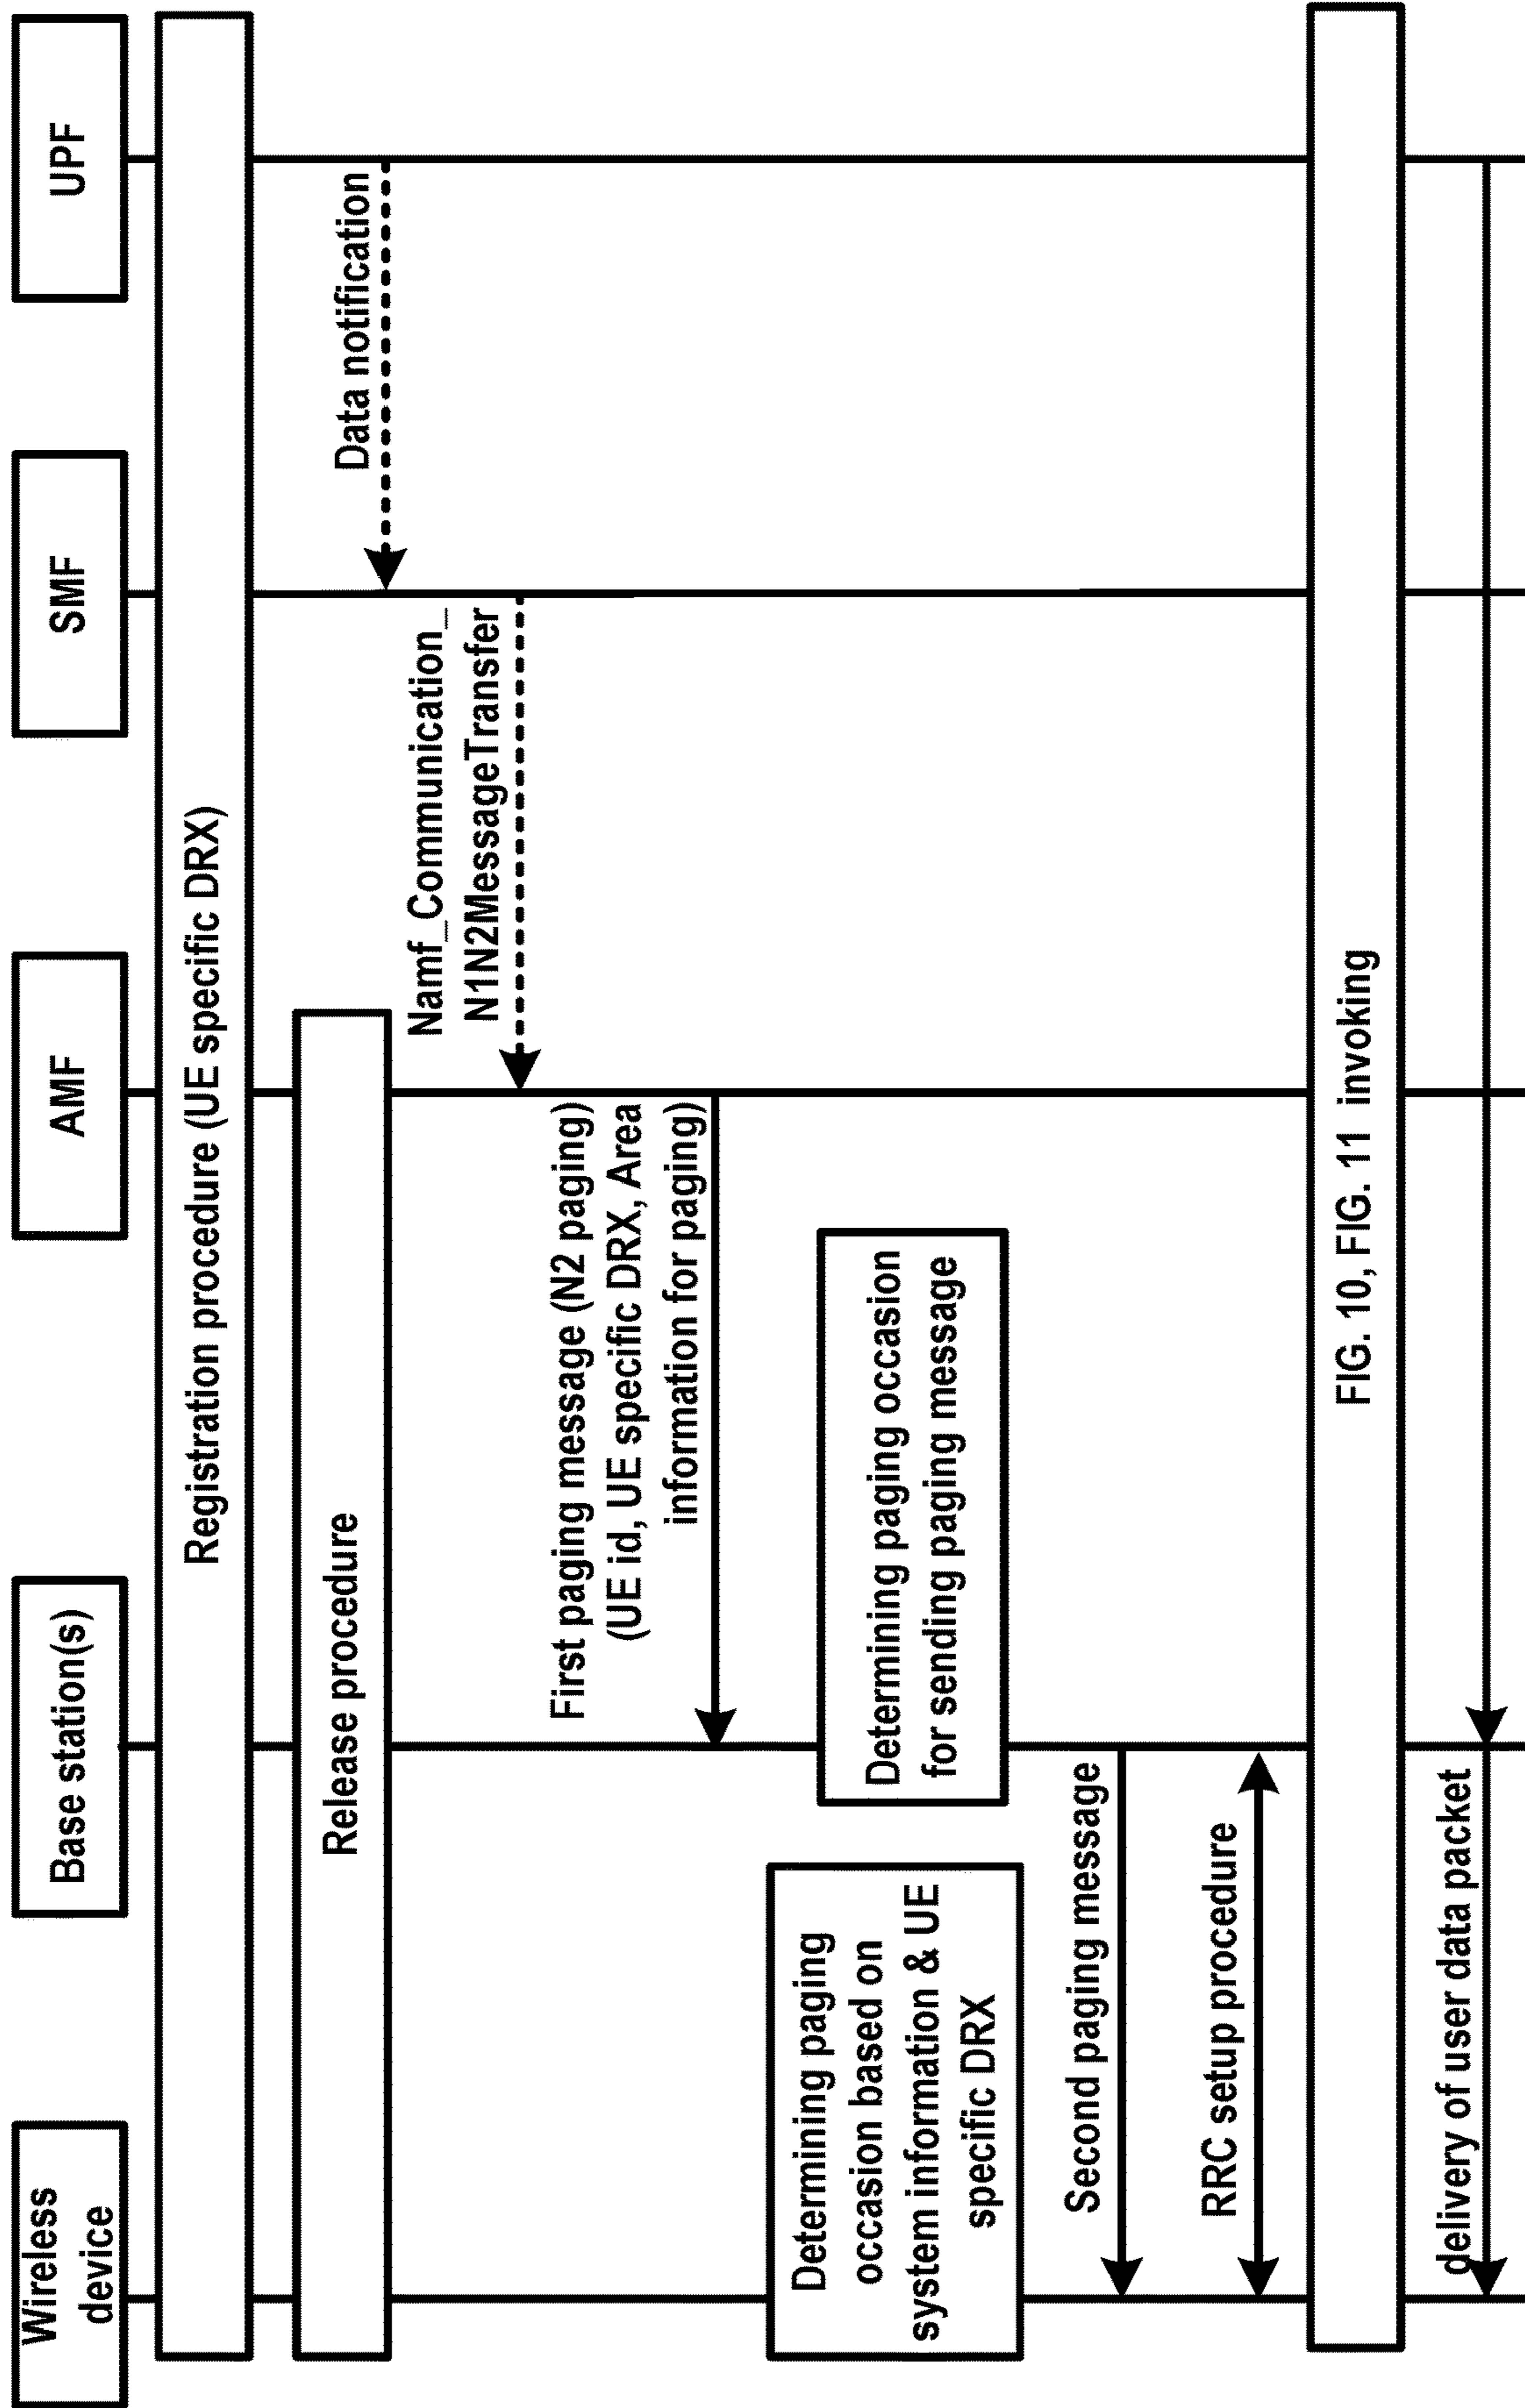 Wireless
device
Base station(s)
AMF
SMF
UPF
Registration procedure (UE specific DRX)
Release procedure
Data notification
Namf_Communication_
N1N2MessageTransfer
First paging message (N2 paging)
(UE id, UE specific DRX, Area
information for paging)
Determining paging
occasion based on
system information & UE
specific DRX
Determining paging occasion
for sending paging message
Second paging message
RRC setup procedure
FIG. 10, FIG. 11 invoking
delivery of user data packet